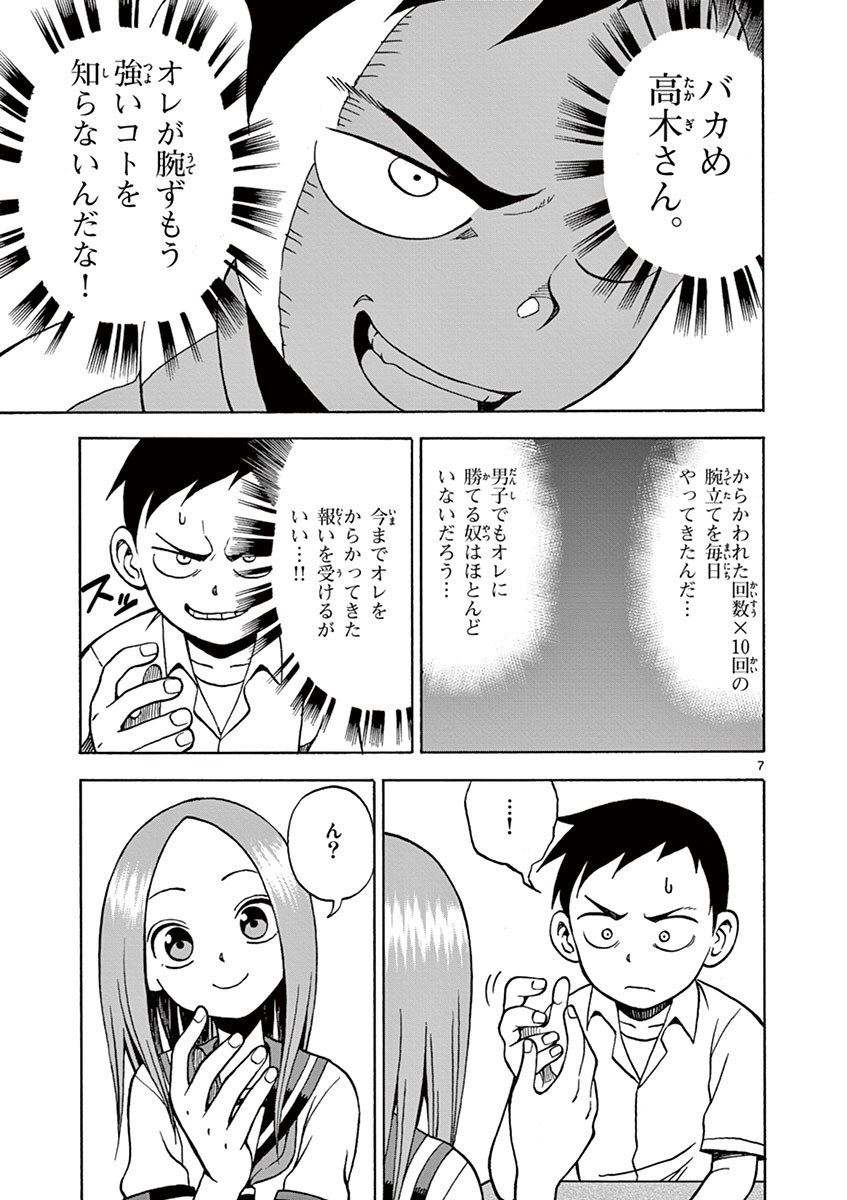 バカめ
高木さん。
オレが腕ずもう
強いコトを
知らないんだな！
からかわれた回数×10回の
腕立てを毎日
やってきたんだ…
男子でもオレに
勝てる奴はほとんど
いないだろう…
今までオレを
からかってきた
報いを受けるが
いい…!!
ズッ
7
…！
ん？